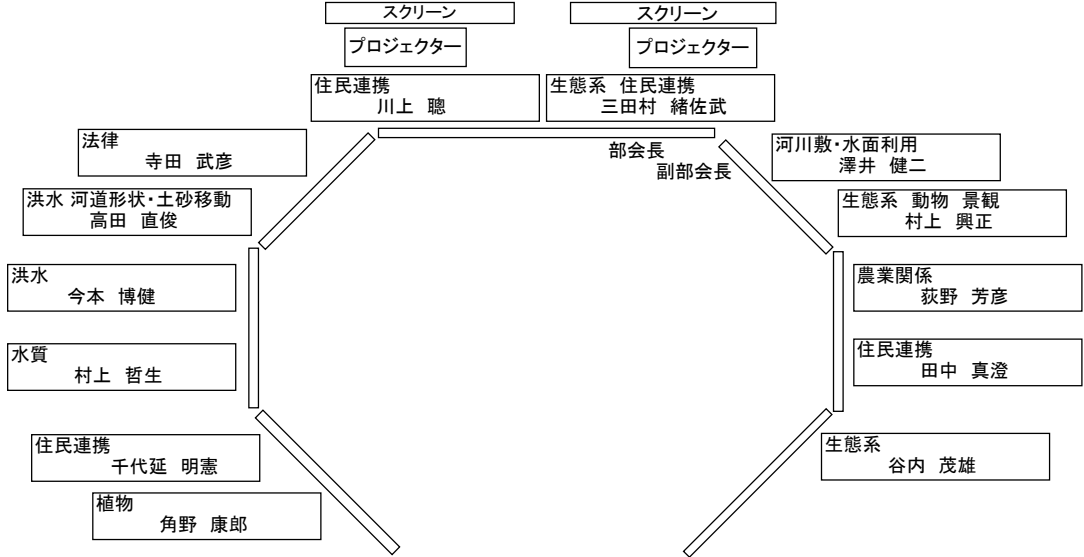 スクリーン
スクリーン
プロジェクター
プロジェクター
住民連携
川上 聰
生態系 住民連携
三田村 緒佐武
部会長
副部会長
法律
寺田 武彦
河川敷・水面利用
澤井 健二
洪水 河道形状・土砂移動
高田 直俊
生態系 動物 景観
村上 興正
洪水
今本 博健
農業関係
荻野 芳彦
水質
村上 哲生
住民連携
田中 真澄
住民連携
千代延 明憲
生態系
谷内 茂雄
植物
角野 康郎